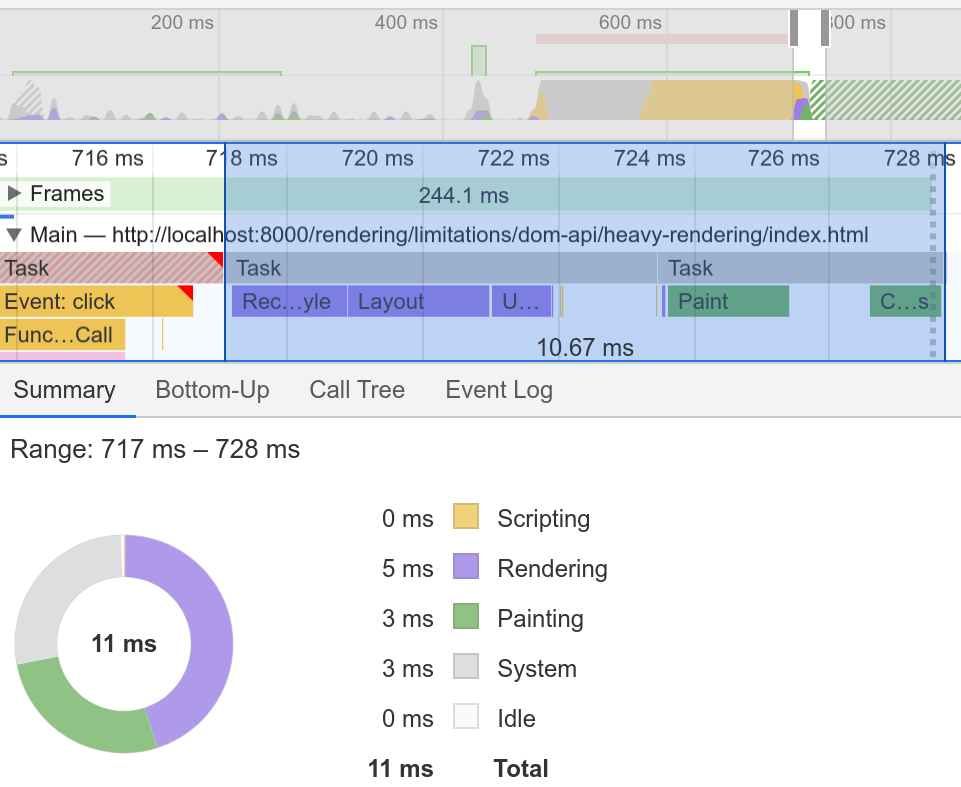 200 ms 400 ms 600 ms 800 ms
s 716 ms 718 ms 720 ms 722 ms 724 ms 726 ms 728 ms
Frames 244.1 ms
Main — http://localhost:8000/rendering/limitations/dom-api/heavy-rendering/index.html
Task Task Task
Event: click Rec…yle Layout U… Paint C…s
Func…Call
10.67 ms
Summary Bottom-Up Call Tree Event Log
Range: 717 ms – 728 ms
0 ms Scripting
5 ms Rendering
3 ms Painting
11 ms
3 ms System
0 ms Idle
11 ms Total